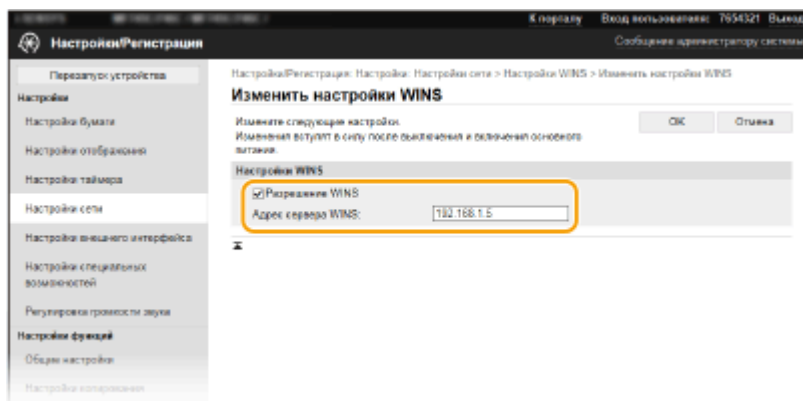 К порталу Вход пользователя: 7654321 Выход
Настройки/Регистрация
Сообщение администратору системы
Перезапуск устройства
Настройки
Настройки бумаги
Настройки отображения
Настройки таймера
Настройки сети
Настройки внешнего интерфейса
Настройки специальных
возможностей
Регулировка громкости звука
Настройки функций
Общие настройки
Настройки копирования
Настройки/Регистрация: Настройки: Настройки сети > Настройки WINS > Изменить настройки WINS
Изменить настройки WINS
Измените следующие настройки.
Изменения вступят в силу после выключения и включения основного
питания.
OK Отмена
Настройки WINS
Разрешение WINS
Адрес сервера WINS: 192.168.1.5